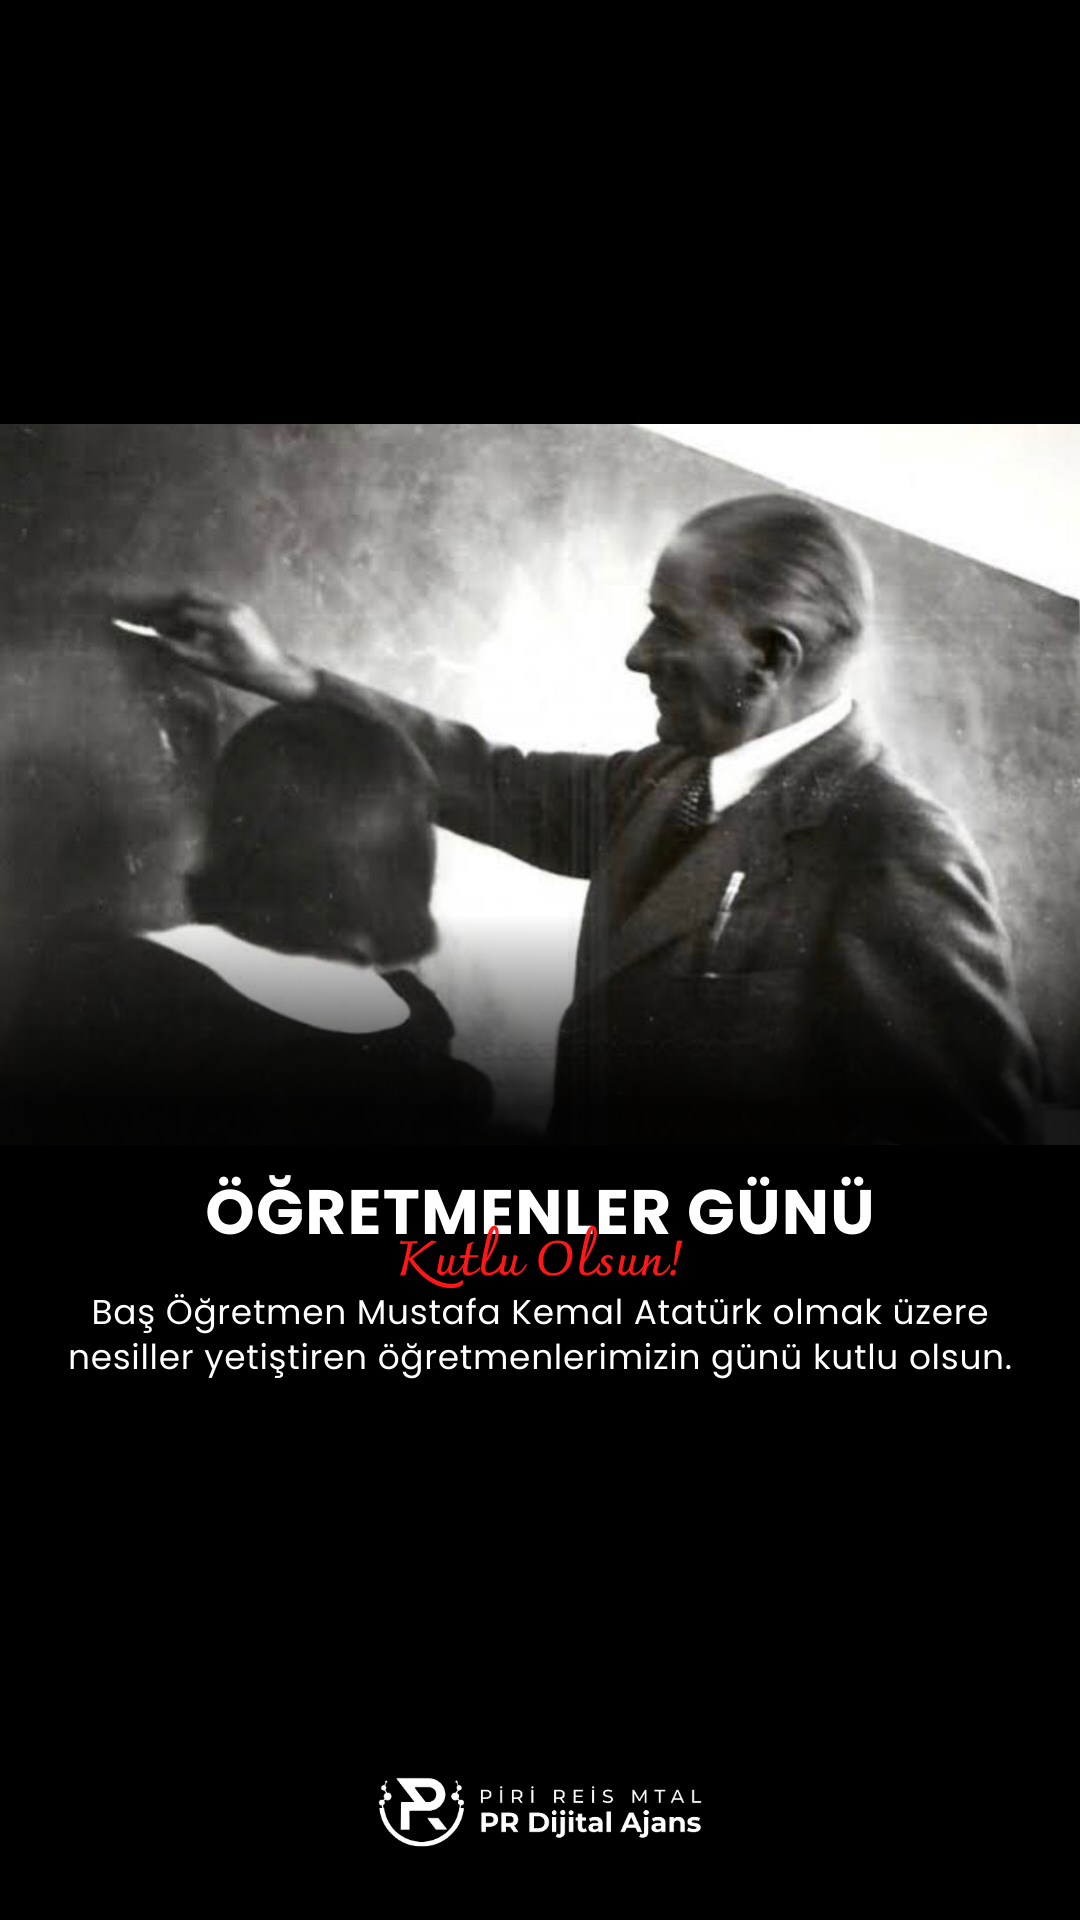 ÖĞRETMENLER GÜNÜ
Kutlu Olsun!
Baş Öğretmen Mustafa Kemal Atatürk olmak üzere
nesiller yetiştiren öğretmenlerimizin günü kutlu olsun.
PİRİ REİS MTAL
PR Dijital Ajans